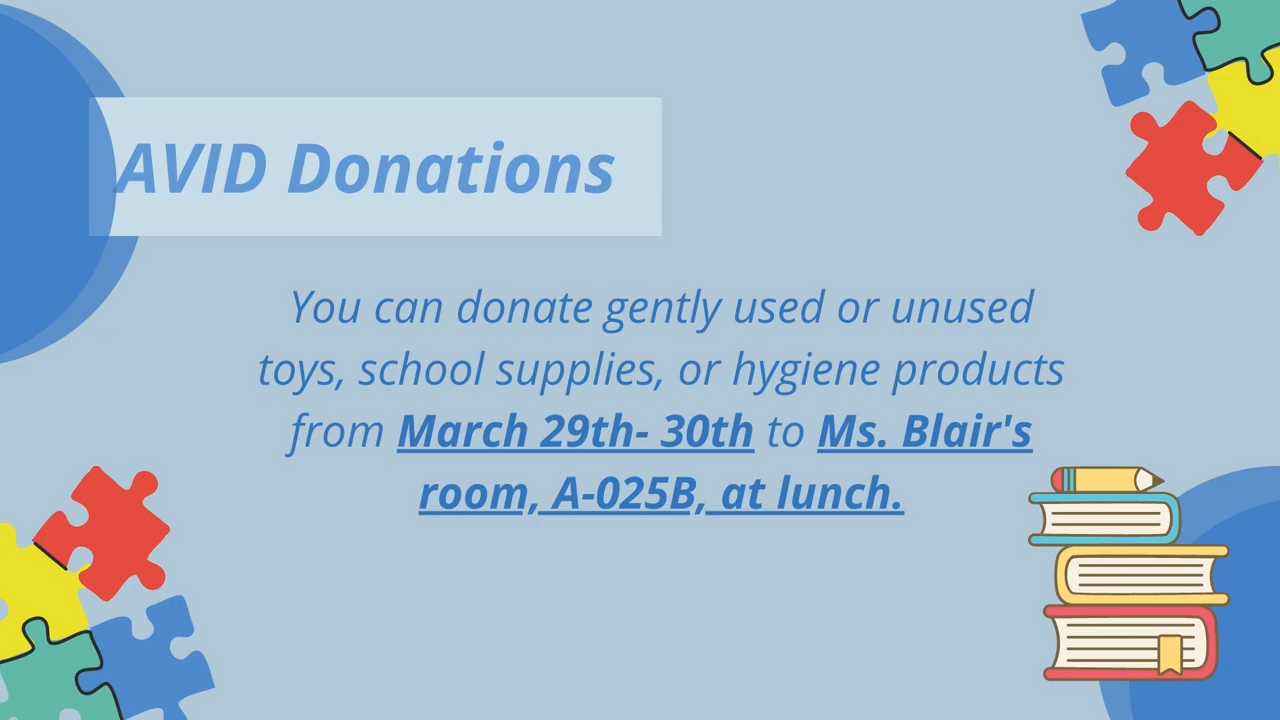 AVID Donations
You can donate gently used or unused
toys, school supplies, or hygiene products
from March 29th- 30th to Ms. Blair's
room, A-025B, at lunch.